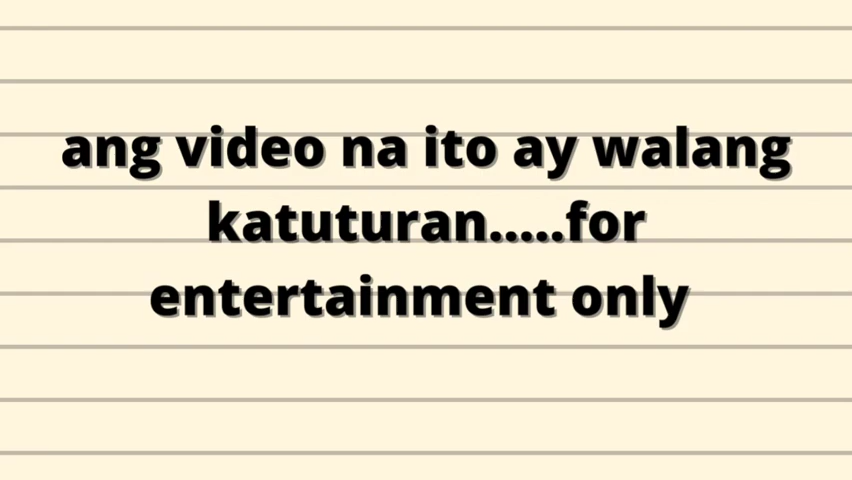 ang video na ito ay walang
katuturan.....for
entertainment only